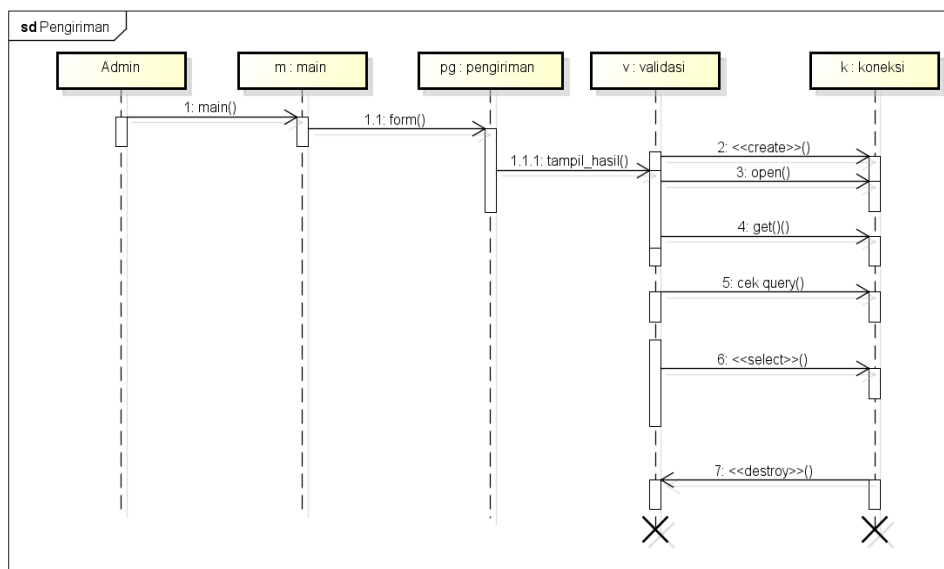 sd Pengiriman
Admin
m : main
pg : pengiriman
v : validasi
k : koneksi
1: main()
1.1: form()
1.1.1: tampil_hasil()
2: <<create>>()
3: open()
4: get()()
5: cek query()
6: <<select>>()
7: <<destroy>>()